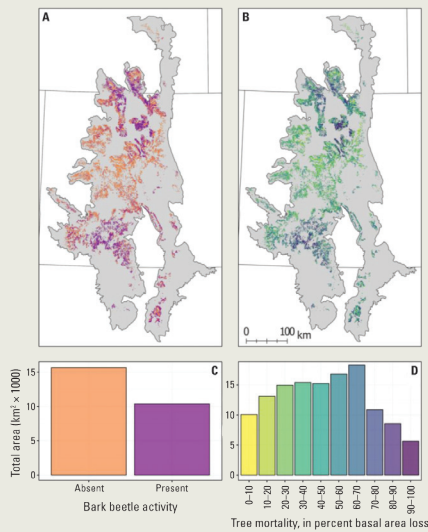 A
B
0 100 km
C
D
Total area (km² × 1000)
15
10
5
0
Absent
Present
Bark beetle activity
15
10
5
0
0–10
10–20
20–30
30–40
40–50
50–60
60–70
70–80
80–90
90–100
Tree mortality, in percent basal area loss